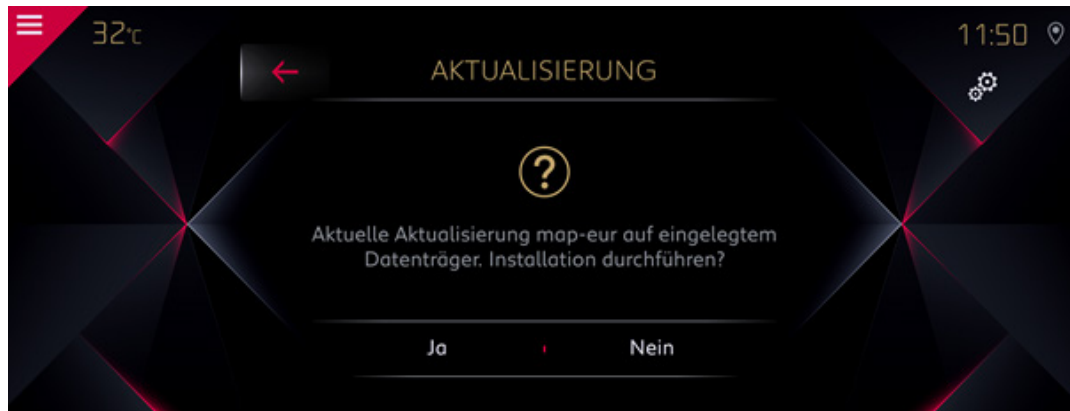 32°C
11:50
AKTUALISIERUNG
?
Aktuelle Aktualisierung map-eur auf eingelegtem
Datenträger. Installation durchführen?
Ja Nein